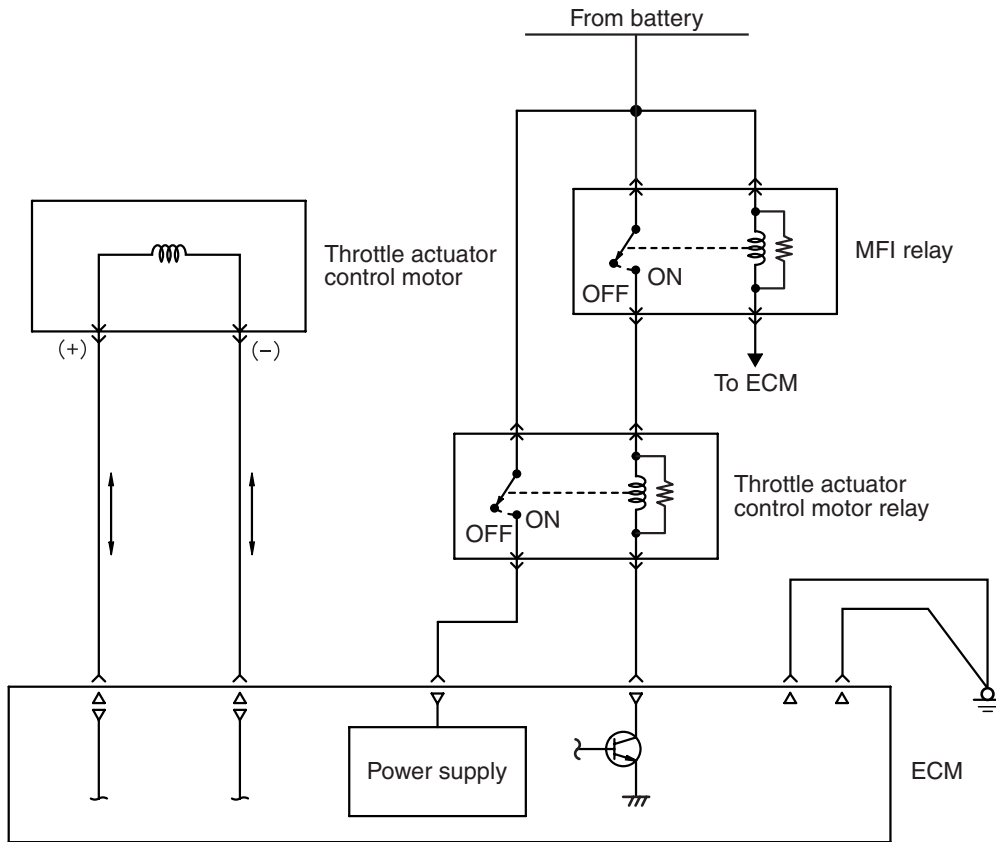 From battery
Throttle actuator
control motor
(+)
(−)
MFI relay
OFF
ON
To ECM
Throttle actuator
control motor relay
OFF
ON
Power supply
ECM